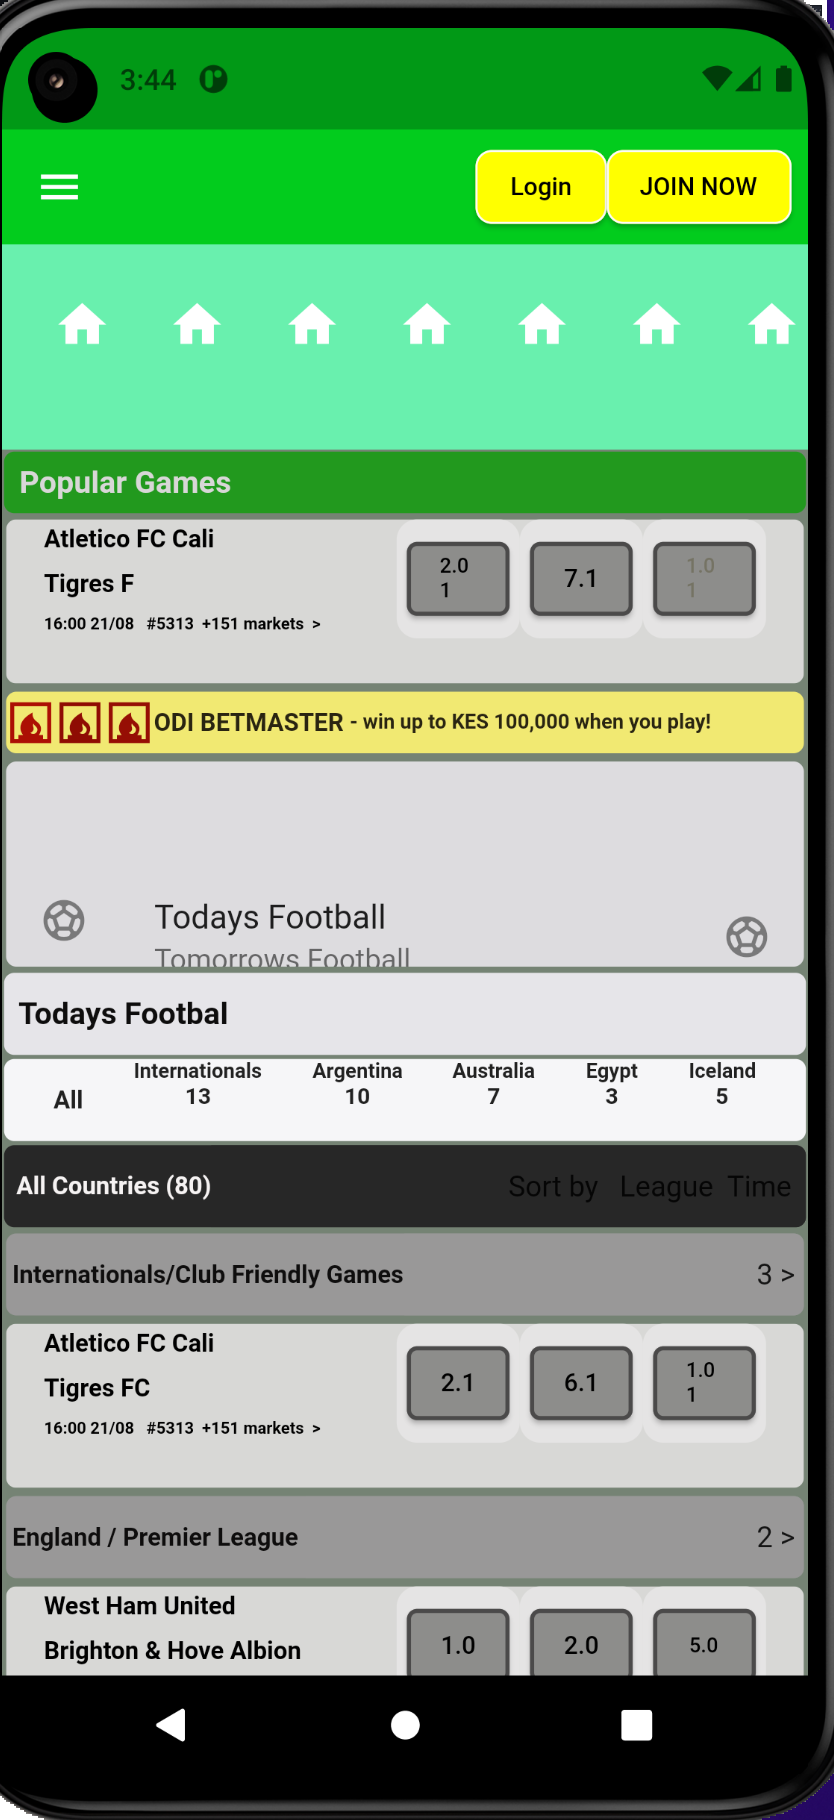 3:44
Login JOIN NOW
Popular Games
Atletico FC Cali
Tigres F
16:00 21/08 #5313 +151 markets >
2.0
1
7.1
1.0
1
ODI BETMASTER - win up to KES 100,000 when you play!
Todays Football
Tomorrows Football
Todays Footbal
All
Internationals
13
Argentina
10
Australia
7
Egypt
3
Iceland
5
All Countries (80) Sort by League Time
Internationals/Club Friendly Games 3 >
Atletico FC Cali
Tigres FC
16:00 21/08 #5313 +151 markets >
2.1
6.1
1.0
1
England / Premier League 2 >
West Ham United
Brighton & Hove Albion
1.0
2.0
5.0